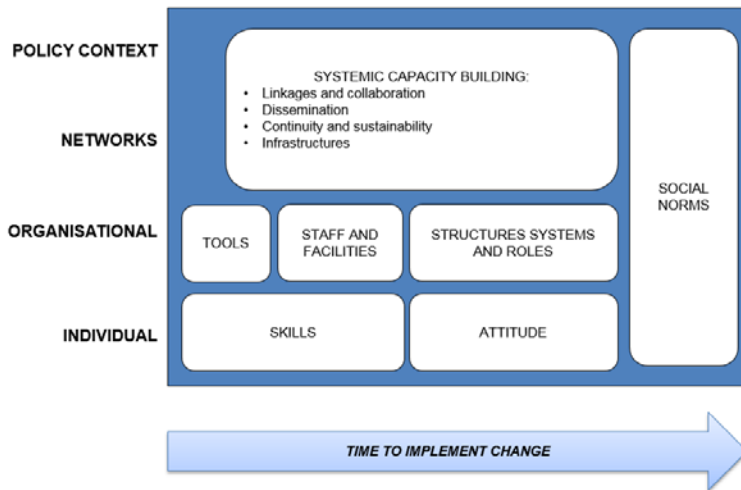 POLICY CONTEXT
NETWORKS
ORGANISATIONAL
INDIVIDUAL
SYSTEMIC CAPACITY BUILDING:
• Linkages and collaboration
• Dissemination
• Continuity and sustainability
• Infrastructures
TOOLS
STAFF AND
FACILITIES
STRUCTURES SYSTEMS
AND ROLES
SKILLS
ATTITUDE
SOCIAL
NORMS
TIME TO IMPLEMENT CHANGE